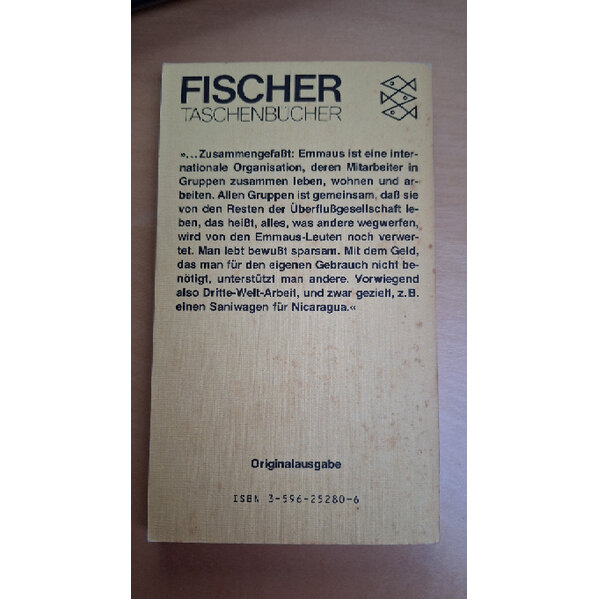 FISCHER
TASCHENBÜCHER
»...Zusammengefaßt: Emmaus ist eine inter-
nationale Organisation, deren Mitarbeiter in
Gruppen zusammen leben, wohnen und ar-
beiten. Allen Gruppen ist gemeinsam, daß sie
von den Resten der Überflußgesellschaft le-
ben, das heißt, alles, was andere wegwerfen,
wird von den Emmaus-Leuten noch verwer-
tet. Man lebt bewußt sparsam. Mit dem Geld,
das man für den eigenen Gebrauch nicht be-
nötigt, unterstützt man andere. Vorwiegend
also Dritte-Welt-Arbeit, und zwar gezielt, z.B.
einen Saniwagen für Nicaragua.«
Originalausgabe
ISBN 3-596-25280-6